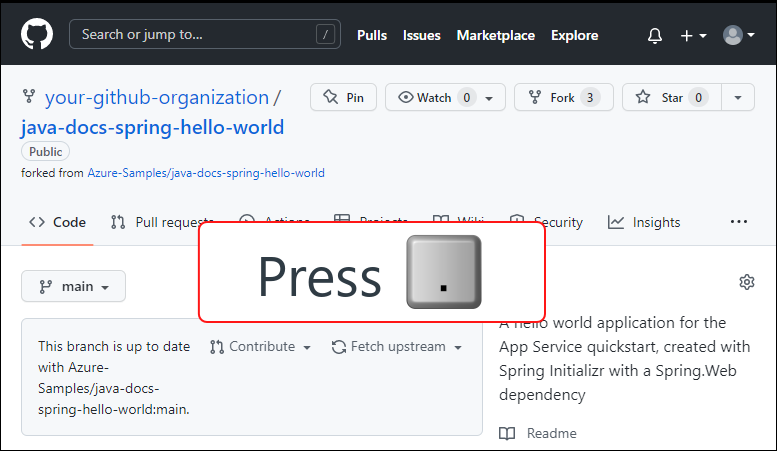 Search or jump to... /
Pulls Issues Marketplace Explore
your-github-organization /
java-docs-spring-hello-world
Public
forked from Azure-Samples/java-docs-spring-hello-world
Pin
Watch 0
Fork 3
Star 0
Code Pull requests Actions Projects Wiki Security Insights ...
Press .
main
This branch is up to date
with Azure-
Samples/java-docs-
spring-hello-world:main.
Contribute
Fetch upstream
A hello world application for the
App Service quickstart, created with
Spring Initializr with a Spring.Web
dependency
Readme